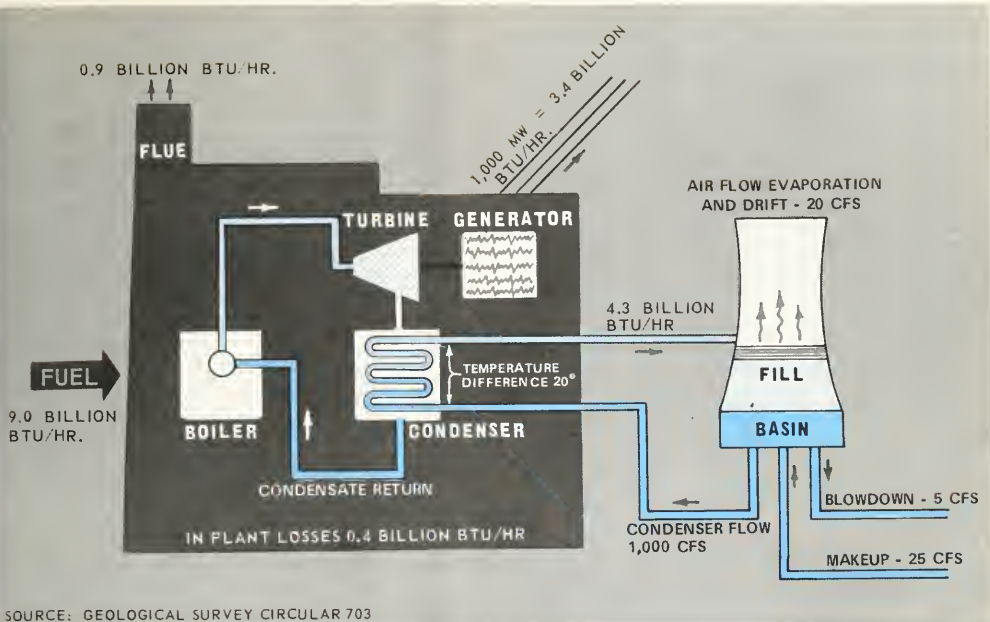 0.9 BILLION BTU/HR.
FLUE
1,000 MW = 3.4 BILLION
BTU/HR.
AIR FLOW EVAPORATION
AND DRIFT - 20 CFS
TURBINE
GENERATOR
4.3 BILLION
BTU/HR
TEMPERATURE
DIFFERENCE 20°
FUEL
9.0 BILLION
BTU/HR.
BOILER
CONDENSER
FILL
BASIN
CONDENSATE RETURN
IN PLANT LOSSES 0.4 BILLION BTU/HR
CONDENSER FLOW
1,000 CFS
BLOWDOWN - 5 CFS
MAKEUP - 25 CFS
SOURCE: GEOLOGICAL SURVEY CIRCULAR 703